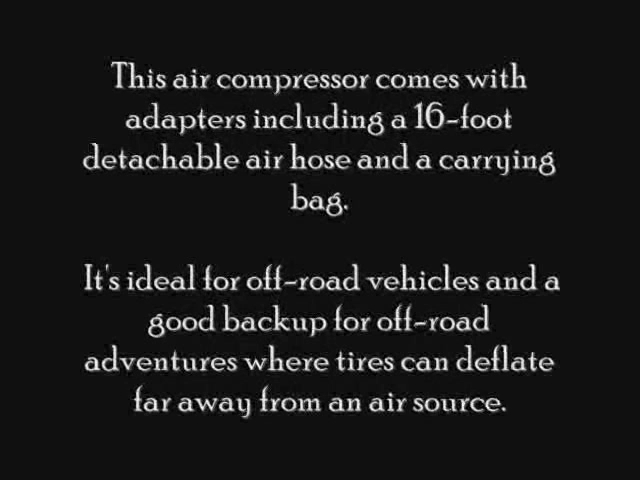 This air compressor comes with
adapters including a 16-foot
detachable air hose and a carrying
bag.
It's ideal for off-road vehicles and a
good backup for off-road
adventures where tires can deflate
far away from an air source.